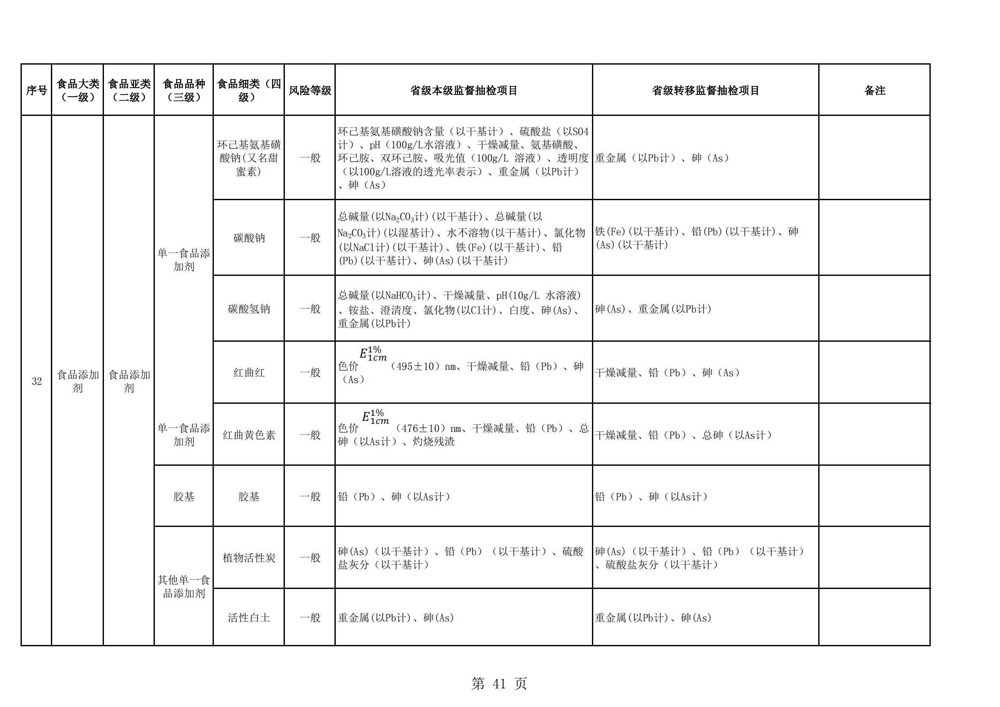 序号
食品大类
（一级）
食品亚类
（二级）
食品品种
（三级）
食品细类（四
级）
风险等级
省级本级监督抽检项目
省级转移监督抽检项目
备注
32
食品添加
剂
食品添加
剂
单一食品添
加剂
环己基氨基磺
酸钠(又名甜
蜜素)
一般
环己基氨基磺酸钠含量（以干基计）、硫酸盐（以SO4
计）、pH（100g/L水溶液）、干燥减量、氨基磺酸、
环己胺、双环己胺、吸光值（100g/L 溶液）、透明度
（以100g/L溶液的透光率表示）、重金属（以Pb计）
、砷（As）
重金属（以Pb计）、砷（As）
碳酸钠
一般
总碱量(以Na₂CO₃计)(以干基计)、总碱量(以
Na₂CO₃计)(以湿基计)、水不溶物(以干基计)、氯化物
(以NaCl计)(以干基计)、铁(Fe)(以干基计)、铅
(Pb)(以干基计)、砷(As)(以干基计)
铁(Fe)(以干基计)、铅(Pb)(以干基计)、砷
(As)(以干基计)
碳酸氢钠
一般
总碱量(以NaHCO₃计)、干燥减量、pH(10g/L 水溶液)
、铵盐、澄清度、氯化物(以Cl计)、白度、砷(As)、
重金属(以Pb计)
砷(As)、重金属(以Pb计)
红曲红
一般
色价 E 1% 1cm （495±10）nm、干燥减量、铅（Pb）、砷
（As）
干燥减量、铅（Pb）、砷（As）
单一食品添
加剂
红曲黄色素
一般
色价 E 1% 1cm （476±10）nm、干燥减量、铅（Pb）、总
砷（以As计）、灼烧残渣
干燥减量、铅（Pb）、总砷（以As计）
胶基
胶基
一般
铅（Pb）、砷（以As计）
铅（Pb）、砷（以As计）
其他单一食
品添加剂
植物活性炭
一般
砷(As)（以干基计）、铅（Pb）（以干基计）、硫酸
盐灰分（以干基计）
砷(As)（以干基计）、铅（Pb）（以干基计）
、硫酸盐灰分（以干基计）
活性白土
一般
重金属(以Pb计)、砷(As)
重金属(以Pb计)、砷(As)
第 41 页